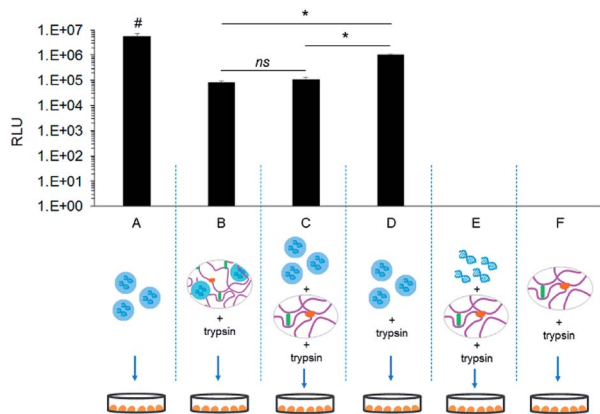 #
*
*
ns
1.E+07
1.E+06
1.E+05
1.E+04
1.E+03
1.E+02
1.E+01
1.E+00
RLU
A B C D E F
+
trypsin
+
+
trypsin
+
trypsin
+
+
trypsin
+
trypsin